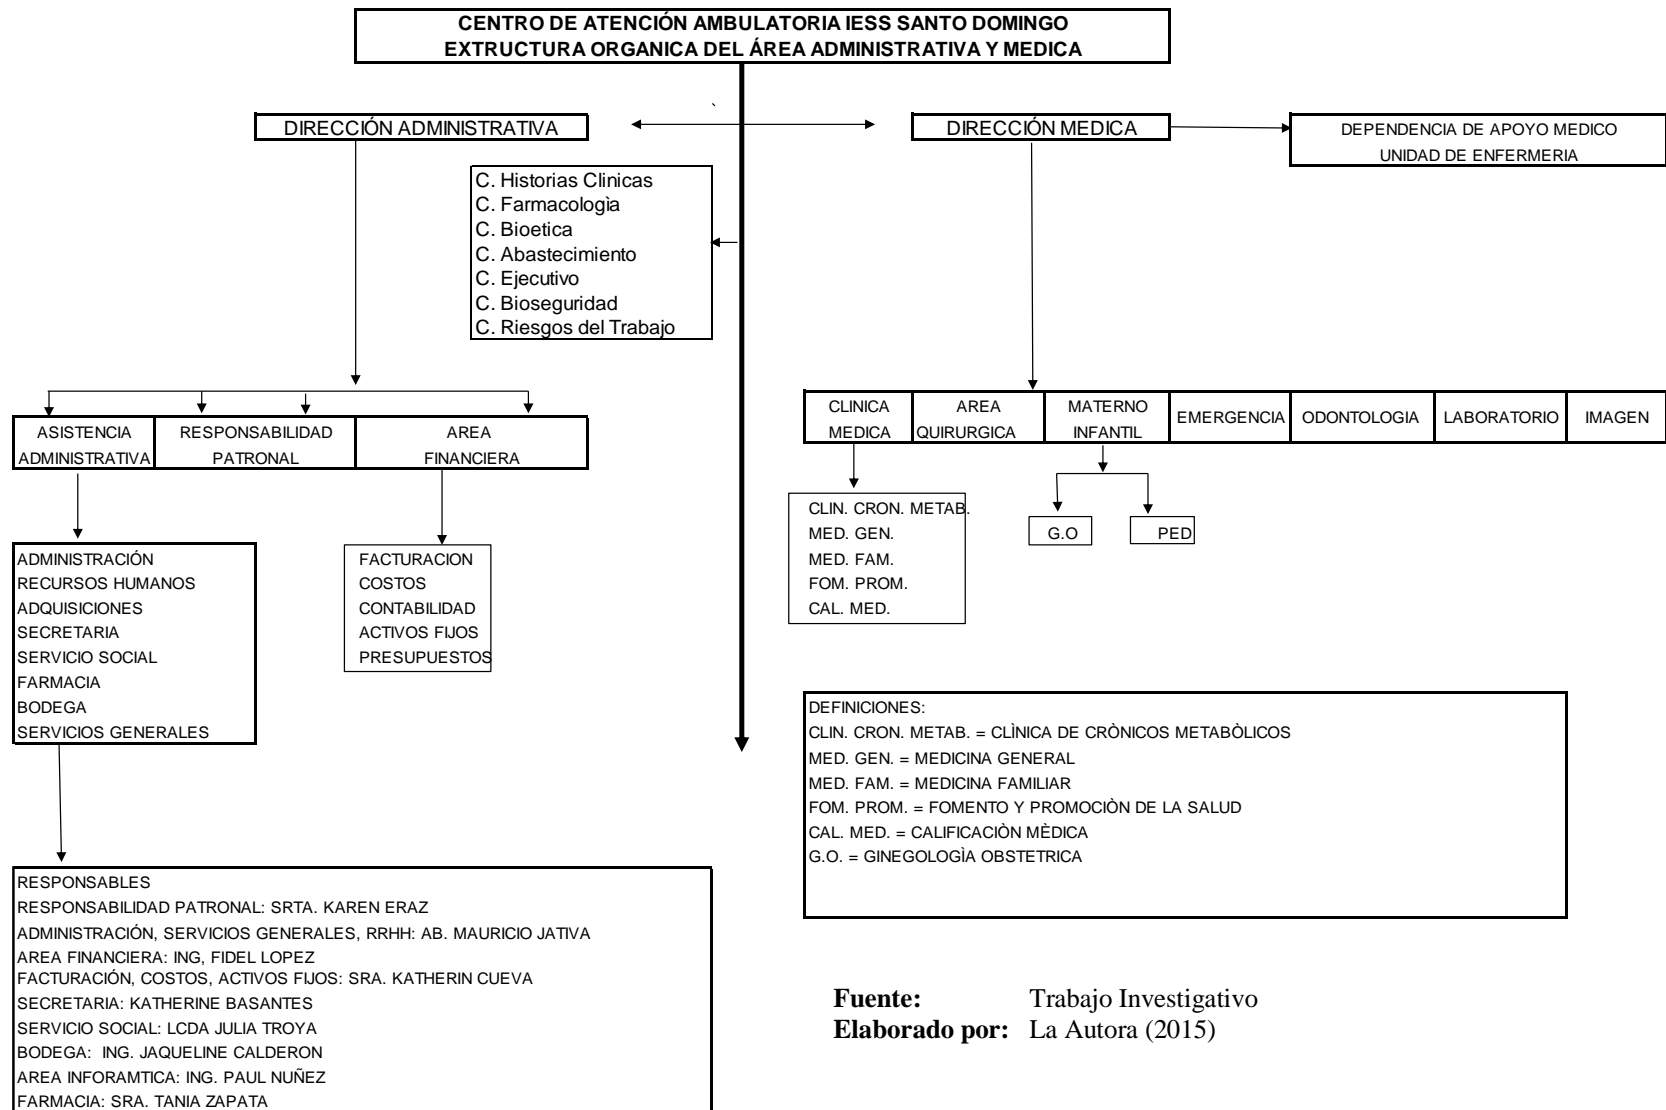 CENTRO DE ATENCIÓN AMBULATORIA IESS SANTO DOMINGO
EXTRUCTURA ORGANICA DEL ÁREA ADMINISTRATIVA Y MEDICA
DIRECCIÓN ADMINISTRATIVA
DIRECCIÓN MEDICA
DEPENDENCIA DE APOYO MEDICO
UNIDAD DE ENFERMERIA
C. Historias Clinicas
C. Farmacologìa
C. Bioetica
C. Abastecimiento
C. Ejecutivo
C. Bioseguridad
C. Riesgos del Trabajo
ASISTENCIA
ADMINISTRATIVA
RESPONSABILIDAD
PATRONAL
AREA
FINANCIERA
CLINICA
MEDICA
AREA
QUIRURGICA
MATERNO
INFANTIL
EMERGENCIA
ODONTOLOGIA
LABORATORIO
IMAGEN
ADMINISTRACIÓN
RECURSOS HUMANOS
ADQUISICIONES
SECRETARIA
SERVICIO SOCIAL
FARMACIA
BODEGA
SERVICIOS GENERALES
FACTURACION
COSTOS
CONTABILIDAD
ACTIVOS FIJOS
PRESUPUESTOS
CLIN. CRON. METAB.
MED. GEN.
MED. FAM.
FOM. PROM.
CAL. MED.
G.O
PED
DEFINICIONES:
CLIN. CRON. METAB. = CLÌNICA DE CRÒNICOS METABÒLICOS
MED. GEN. = MEDICINA GENERAL
MED. FAM. = MEDICINA FAMILIAR
FOM. PROM. = FOMENTO Y PROMOCIÒN DE LA SALUD
CAL. MED. = CALIFICACIÒN MÈDICA
G.O. = GINEGOLOGÌA OBSTETRICA
RESPONSABLES
RESPONSABILIDAD PATRONAL: SRTA. KAREN ERAZ
ADMINISTRACIÓN, SERVICIOS GENERALES, RRHH: AB. MAURICIO JATIVA
AREA FINANCIERA: ING, FIDEL LOPEZ
FACTURACIÓN, COSTOS, ACTIVOS FIJOS: SRA. KATHERIN CUEVA
SECRETARIA: KATHERINE BASANTES
SERVICIO SOCIAL: LCDA JULIA TROYA
BODEGA: ING. JAQUELINE CALDERON
AREA INFORAMTICA: ING. PAUL NUÑEZ
FARMACIA: SRA. TANIA ZAPATA
Fuente: Trabajo Investigativo
Elaborado por: La Autora (2015)